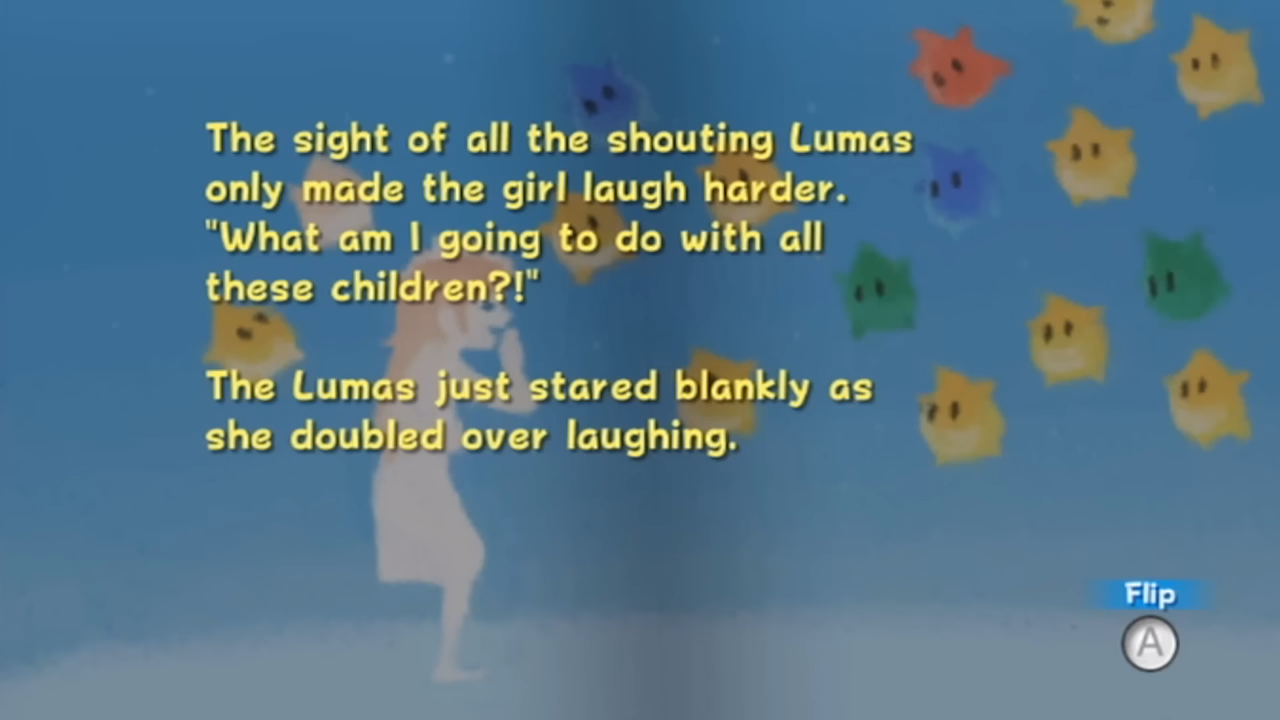 The sight of all the shouting Lumas
only made the girl laugh harder.
"What am I going to do with all
these children?!"
The Lumas just stared blankly as
she doubled over laughing.
Flip
A